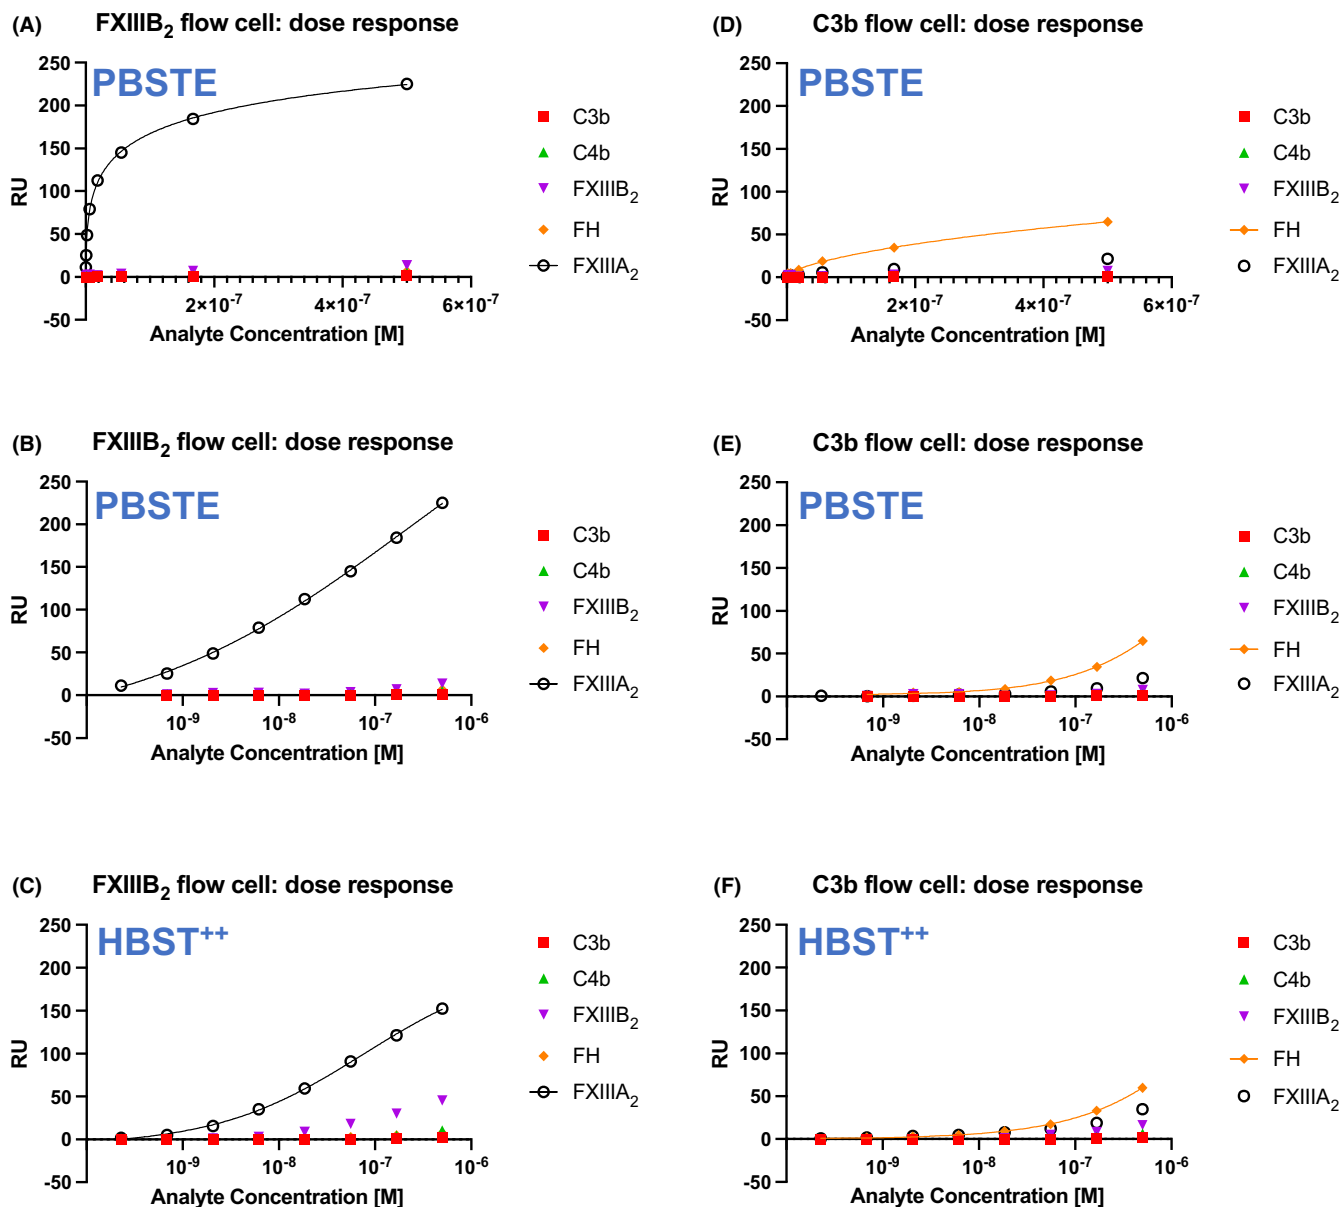 (A) FXIIIB₂ flow cell: dose response
PBSTE
250
200
150
100
50
0
-50
RU
2×10⁻⁷ 4×10⁻⁷ 6×10⁻⁷
Analyte Concentration [M]
C3b
C4b
FXIIIB₂
FH
FXIIIA₂
(D) C3b flow cell: dose response
PBSTE
250
200
150
100
50
0
-50
RU
2×10⁻⁷ 4×10⁻⁷ 6×10⁻⁷
Analyte Concentration [M]
C3b
C4b
FXIIIB₂
FH
FXIIIA₂
(B) FXIIIB₂ flow cell: dose response
PBSTE
250
200
150
100
50
0
-50
RU
10⁻⁹ 10⁻⁸ 10⁻⁷ 10⁻⁶
Analyte Concentration [M]
C3b
C4b
FXIIIB₂
FH
FXIIIA₂
(E) C3b flow cell: dose response
PBSTE
250
200
150
100
50
0
-50
RU
10⁻⁹ 10⁻⁸ 10⁻⁷ 10⁻⁶
Analyte Concentration [M]
C3b
C4b
FXIIIB₂
FH
FXIIIA₂
(C) FXIIIB₂ flow cell: dose response
HBST⁺⁺
250
200
150
100
50
0
-50
RU
10⁻⁹ 10⁻⁸ 10⁻⁷ 10⁻⁶
Analyte Concentration [M]
C3b
C4b
FXIIIB₂
FH
FXIIIA₂
(F) C3b flow cell: dose response
HBST⁺⁺
250
200
150
100
50
0
-50
RU
10⁻⁹ 10⁻⁸ 10⁻⁷ 10⁻⁶
Analyte Concentration [M]
C3b
C4b
FXIIIB₂
FH
FXIIIA₂